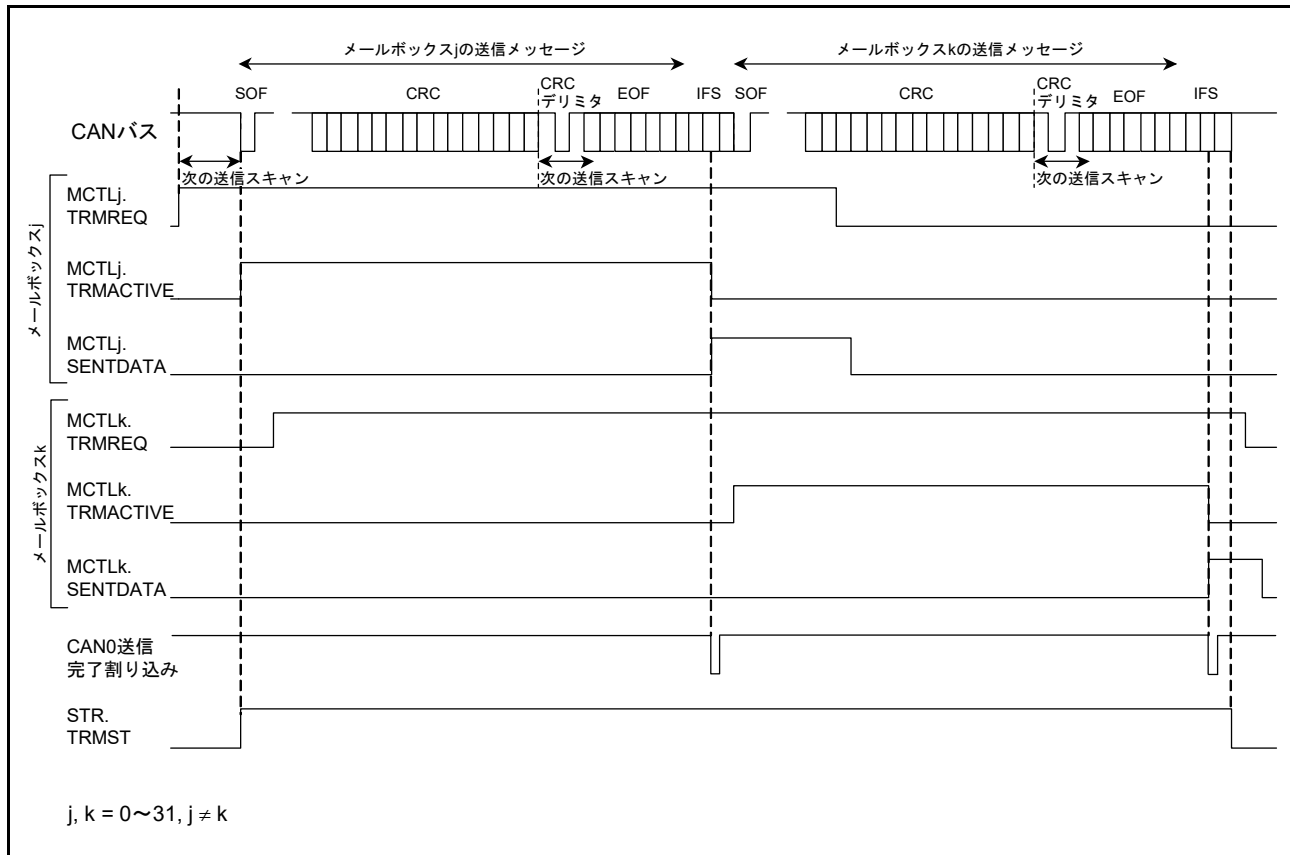 メールボックスjの送信メッセージ
メールボックスkの送信メッセージ
SOF
CRC
CRC
デリミタ
EOF
IFS
SOF
CRC
CRC
デリミタ
EOF
IFS
CANバス
次の送信スキャン
次の送信スキャン
次の送信スキャン
メールボックスj
MCTLj.
TRMREQ
MCTLj.
TRMACTIVE
MCTLj.
SENTDATA
メールボックスk
MCTLk.
TRMREQ
MCTLk.
TRMACTIVE
MCTLk.
SENTDATA
CAN0送信
完了割り込み
STR.
TRMST
j, k = 0～31, j ≠ k